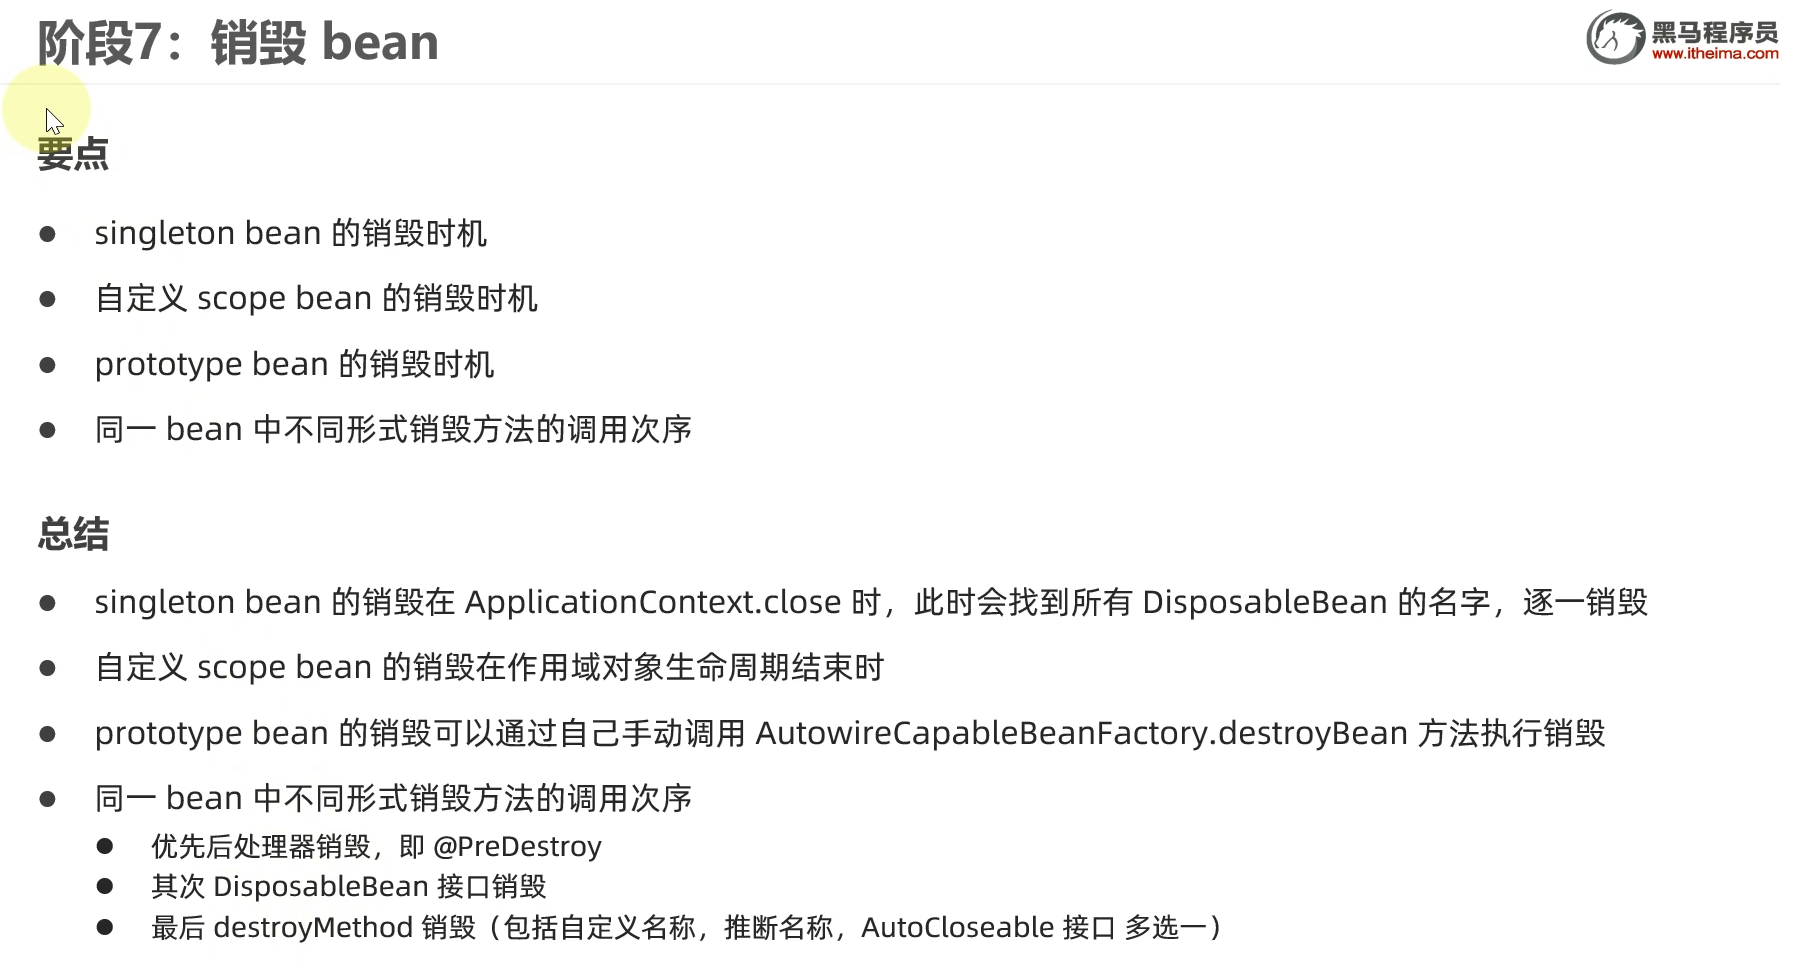 阶段7：销毁 bean
黑马程序员
www.itheima.com
要点
singleton bean 的销毁时机
自定义 scope bean 的销毁时机
prototype bean 的销毁时机
同一 bean 中不同形式销毁方法的调用次序
总结
singleton bean 的销毁在 ApplicationContext.close 时，此时会找到所有 DisposableBean 的名字，逐一销毁
自定义 scope bean 的销毁在作用域对象生命周期结束时
prototype bean 的销毁可以通过自己手动调用 AutowireCapableBeanFactory.destroyBean 方法执行销毁
同一 bean 中不同形式销毁方法的调用次序
优先后处理器销毁，即 @PreDestroy
其次 DisposableBean 接口销毁
最后 destroyMethod 销毁（包括自定义名称，推断名称，AutoCloseable 接口 多选一）